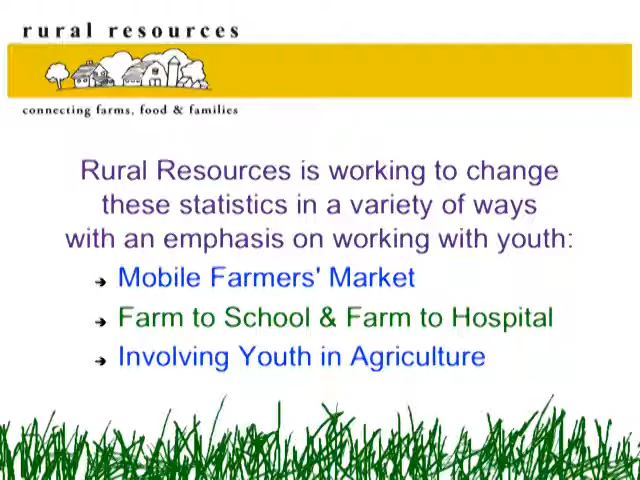 rural resources
connecting farms, food & families
Rural Resources is working to change
these statistics in a variety of ways
with an emphasis on working with youth:
➔ Mobile Farmers' Market
➔ Farm to School & Farm to Hospital
➔ Involving Youth in Agriculture